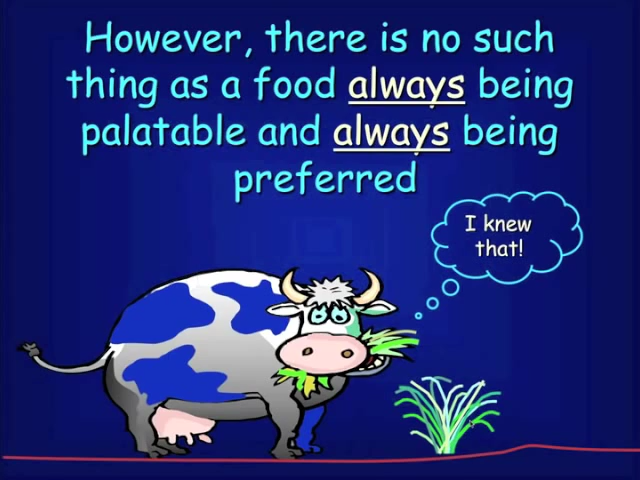 However, there is no such
thing as a food always being
palatable and always being
preferred
I knew
that!